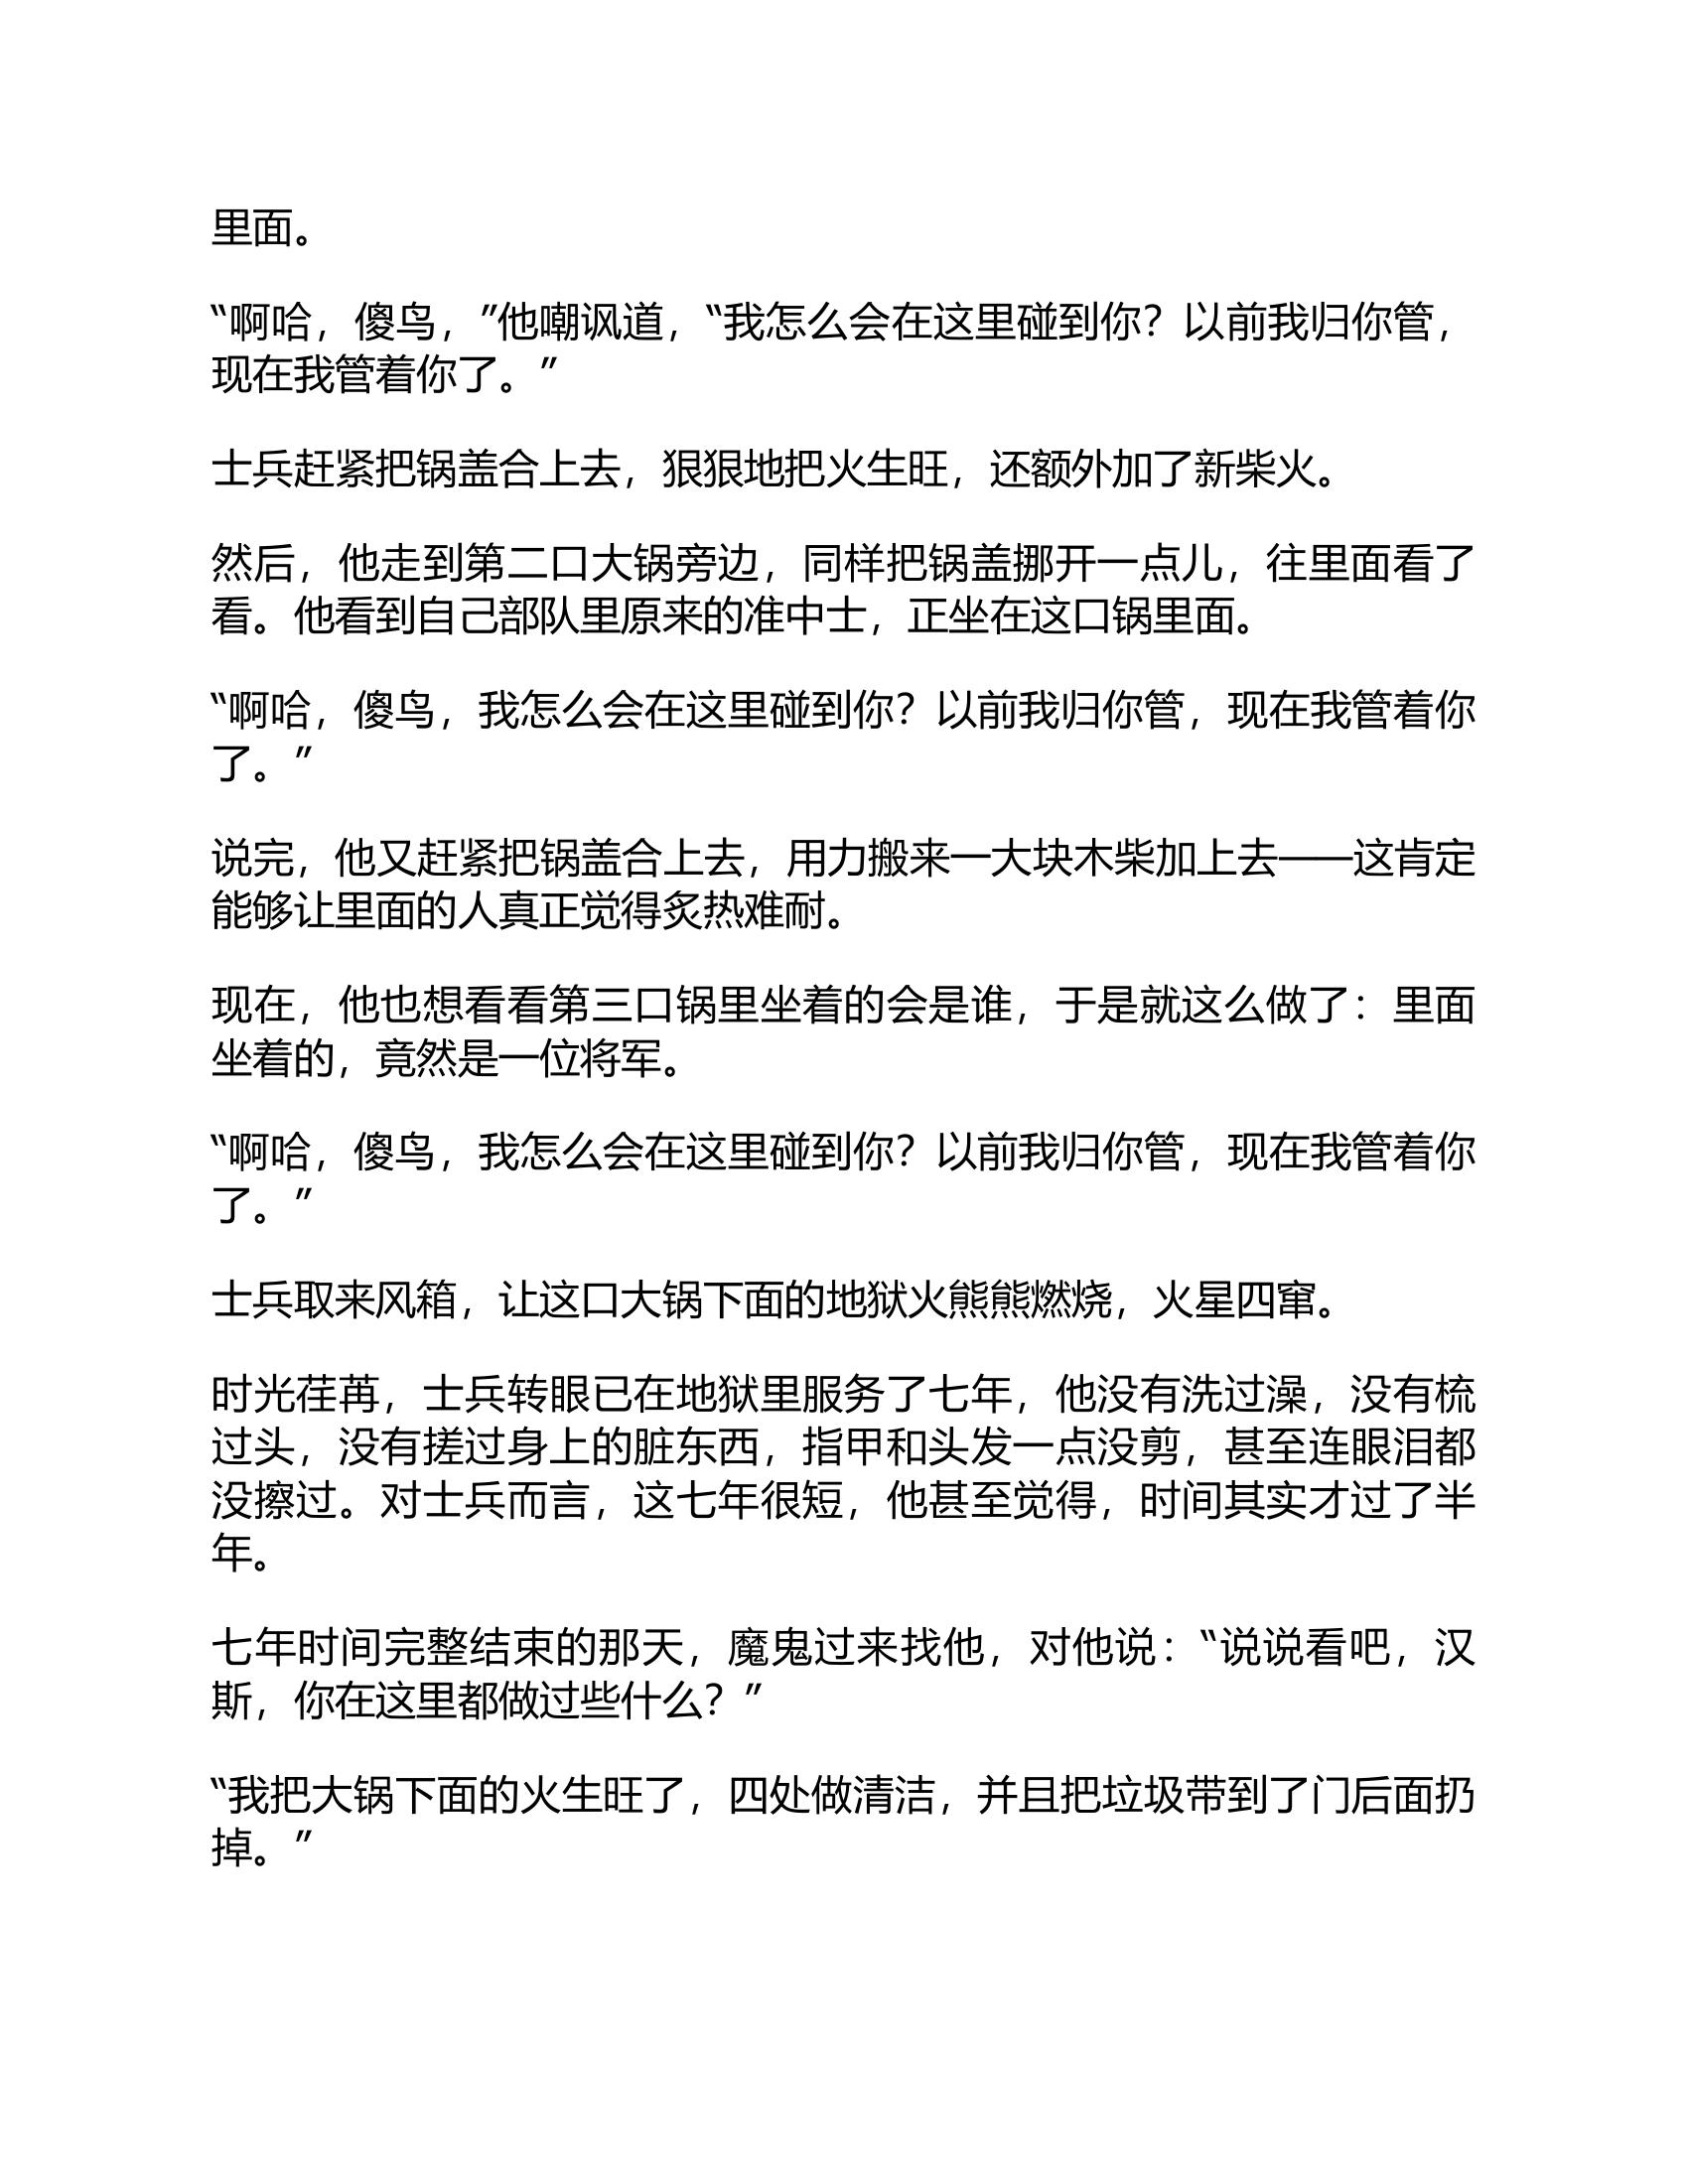 里面。
“啊哈，傻鸟，”他嘲讽道，“我怎么会在这里碰到你？以前我归你管，
现在我管着你了。”
士兵赶紧把锅盖合上去，狠狠地把火生旺，还额外加了新柴火。
然后，他走到第二口大锅旁边，同样把锅盖挪开一点儿，往里面看了
看。他看到自己部队里原来的准中士，正坐在这口锅里面。
“啊哈，傻鸟，我怎么会在这里碰到你？以前我归你管，现在我管着你
了。”
说完，他又赶紧把锅盖合上去，用力搬来一大块木柴加上去——这肯定
能够让里面的人真正觉得炙热难耐。
现在，他也想看看第三口锅里坐着的会是谁，于是就这么做了：里面
坐着的，竟然是一位将军。
“啊哈，傻鸟，我怎么会在这里碰到你？以前我归你管，现在我管着你
了。”
士兵取来风箱，让这口大锅下面的地狱火熊熊燃烧，火星四窜。
时光荏苒，士兵转眼已在地狱里服务了七年，他没有洗过澡，没有梳
过头，没有搓过身上的脏东西，指甲和头发一点没剪，甚至连眼泪都
没擦过。对士兵而言，这七年很短，他甚至觉得，时间其实才过了半
年。
七年时间完整结束的那天，魔鬼过来找他，对他说：“说说看吧，汉
斯，你在这里都做过些什么？”
“我把大锅下面的火生旺了，四处做清洁，并且把垃圾带到了门后面扔
掉。”